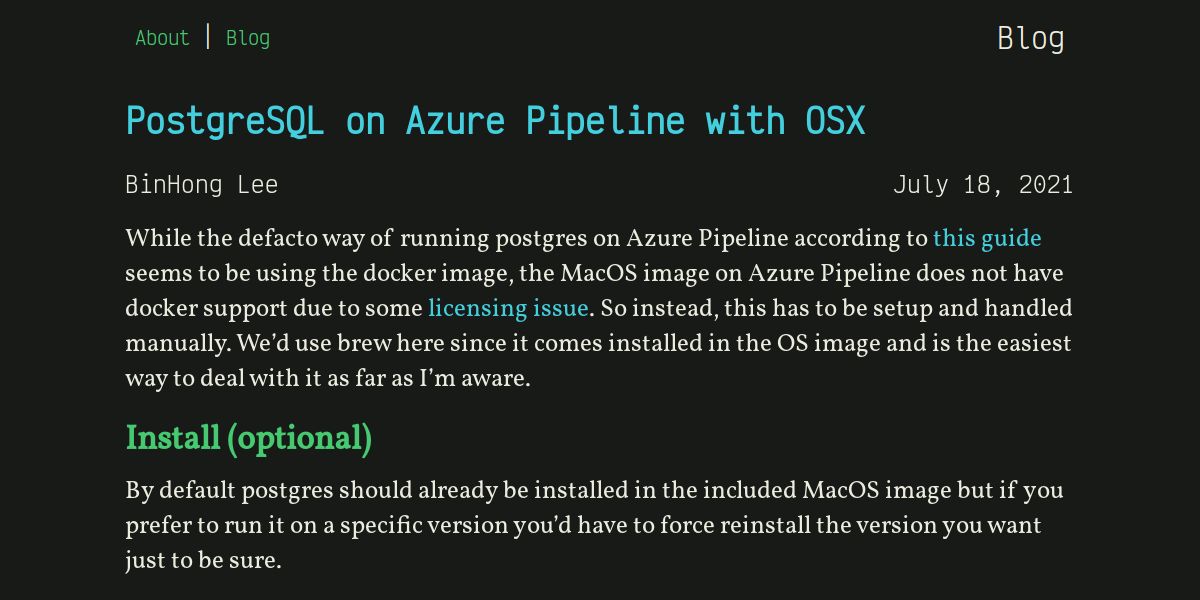 About | Blog
Blog
PostgreSQL on Azure Pipeline with OSX
BinHong Lee
July 18, 2021
While the defacto way of running postgres on Azure Pipeline according to this guide
seems to be using the docker image, the MacOS image on Azure Pipeline does not have
docker support due to some licensing issue. So instead, this has to be setup and handled
manually. We’d use brew here since it comes installed in the OS image and is the easiest
way to deal with it as far as I’m aware.
Install (optional)
By default postgres should already be installed in the included MacOS image but if you
prefer to run it on a specific version you’d have to force reinstall the version you want
just to be sure.